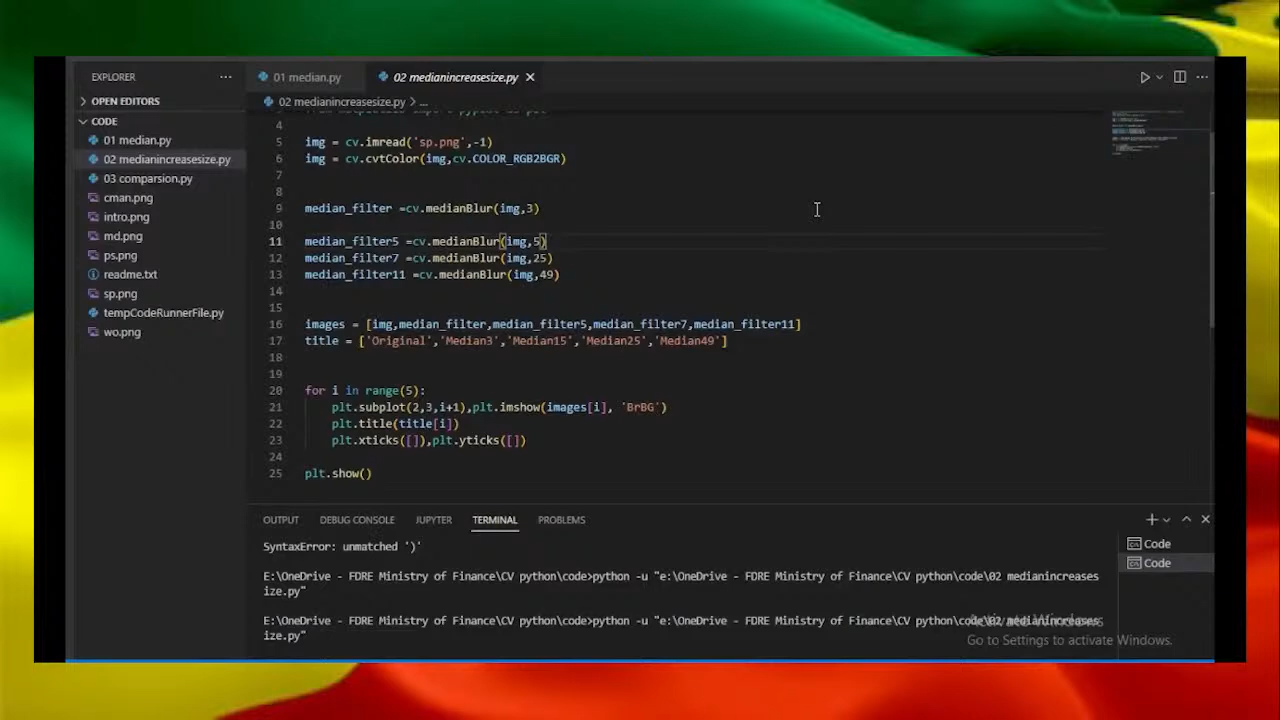 EXPLORER
01 median.py
02 medianincreasesize.py
OPEN EDITORS
CODE
01 median.py
02 medianincreasesize.py
03 comparsion.py
cman.png
intro.png
md.png
ps.png
readme.txt
sp.png
tempCodeRunnerFile.py
wo.png
02 medianincreasesize.py > ...
4
5 img = cv.imread('sp.png',-1)
6 img = cv.cvtColor(img,cv.COLOR_RGB2BGR)
7
8
9 median_filter =cv.medianBlur(img,3)
10
11 median_filter5 =cv.medianBlur(img,5)
12 median_filter7 =cv.medianBlur(img,25)
13 median_filter11 =cv.medianBlur(img,49)
14
15
16 images = [img,median_filter,median_filter5,median_filter7,median_filter11]
17 title = ['Original','Median3','Median15','Median25','Median49']
18
19
20 for i in range(5):
21 plt.subplot(2,3,i+1),plt.imshow(images[i], 'BrBG')
22 plt.title(title[i])
23 plt.xticks([]),plt.yticks([])
24
25 plt.show()
OUTPUT DEBUG CONSOLE JUPYTER TERMINAL PROBLEMS
SyntaxError: unmatched ')'
E:\OneDrive - FDRE Ministry of Finance\CV python\code>python -u "e:\OneDrive - FDRE Ministry of Finance\CV python\code\02 medianincreases
ize.py"
E:\OneDrive - FDRE Ministry of Finance\CV python\code>python -u "e:\OneDrive - FDRE Ministry of Finance\CV python\code\02 medianincreases
ize.py"
Code
Code
Activate Windows
Go to Settings to activate Windows.